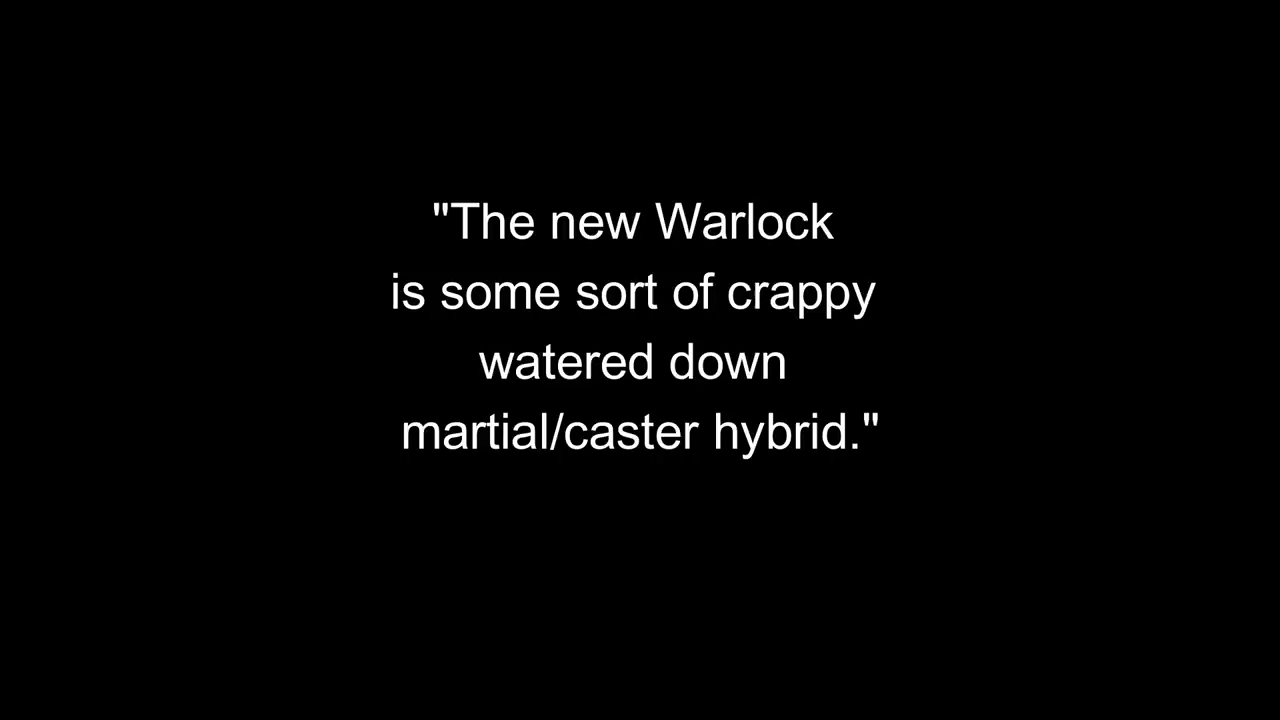 "The new Warlock
is some sort of crappy
watered down
martial/caster hybrid."